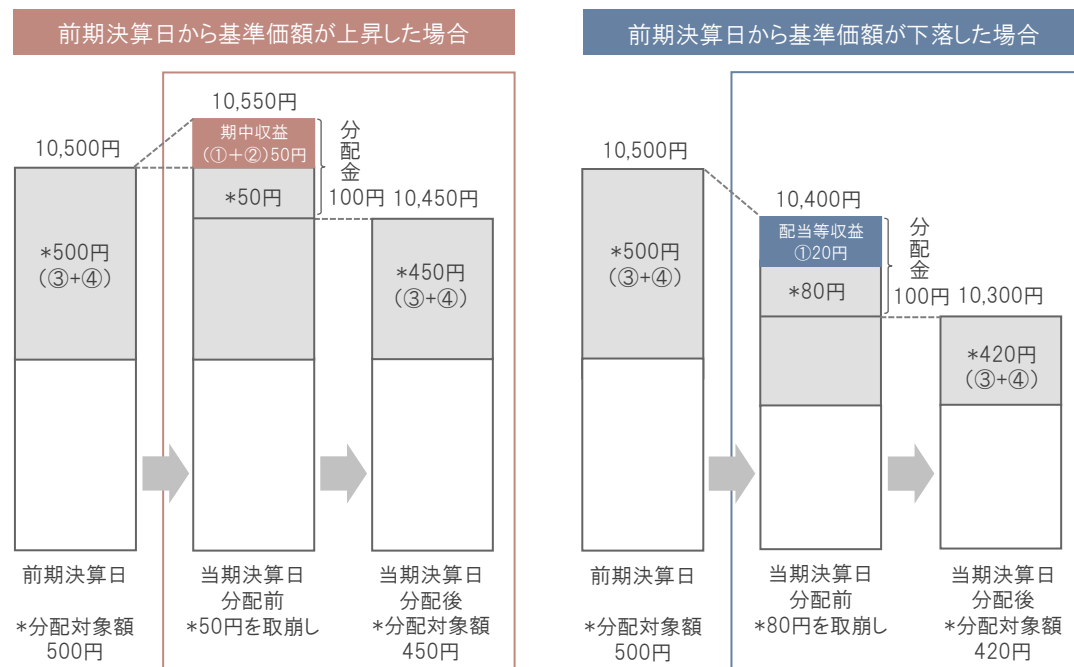 前期決算日から基準価額が上昇した場合
10,550円
10,500円
期中収益
(①+②)50円
分配金
*50円
100円
10,450円
*500円
(③+④)
*450円
(③+④)
前期決算日
当期決算日
分配前
当期決算日
分配後
*分配対象額
500円
*50円を取崩し
*分配対象額
450円
前期決算日から基準価額が下落した場合
10,500円
10,400円
配当等収益
①20円
分配金
*80円
100円
10,300円
*500円
(③+④)
*420円
(③+④)
前期決算日
当期決算日
分配前
当期決算日
分配後
*分配対象額
500円
*80円を取崩し
*分配対象額
420円